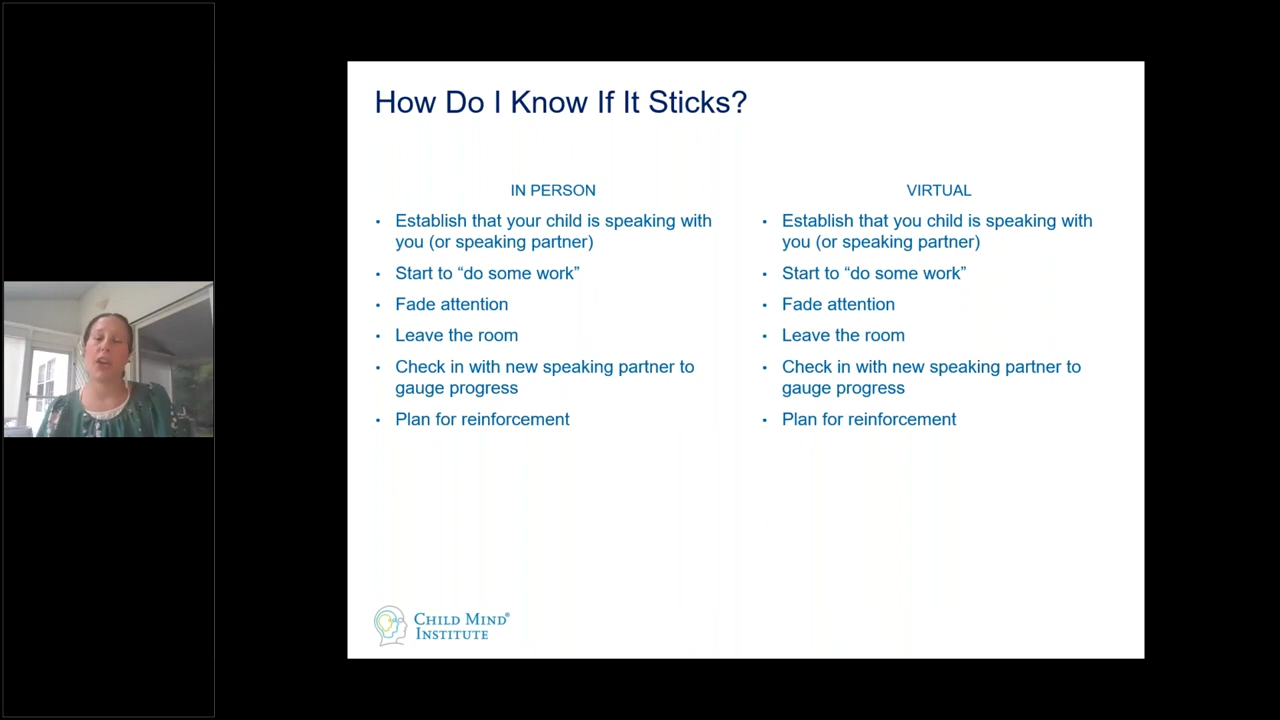 How Do I Know If It Sticks?
IN PERSON
• Establish that your child is speaking with
you (or speaking partner)
• Start to “do some work”
• Fade attention
• Leave the room
• Check in with new speaking partner to
gauge progress
• Plan for reinforcement
VIRTUAL
• Establish that you child is speaking with
you (or speaking partner)
• Start to “do some work”
• Fade attention
• Leave the room
• Check in with new speaking partner to
gauge progress
• Plan for reinforcement
CHILD MIND®
INSTITUTE